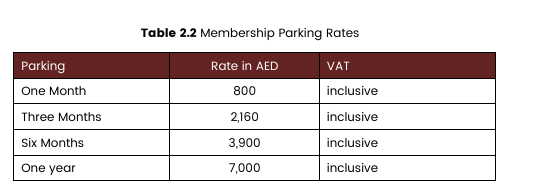 Table 2.2 Membership Parking Rates
Parking Rate in AED VAT
One Month 800 inclusive
Three Months 2,160 inclusive
Six Months 3,900 inclusive
One year 7,000 inclusive